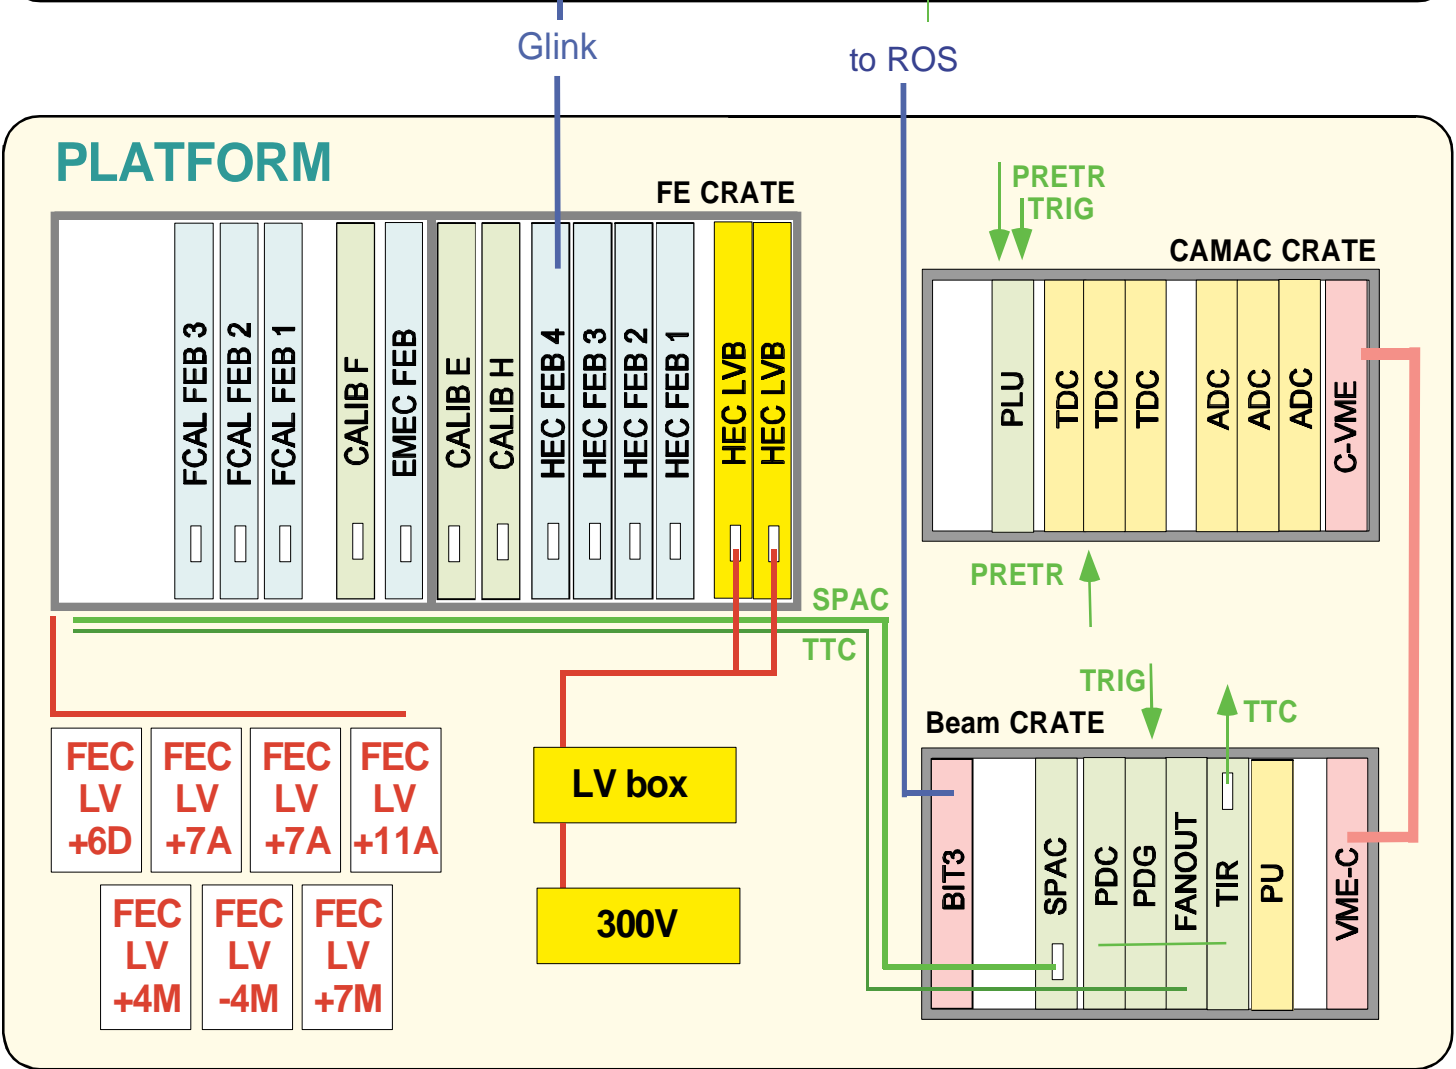 Glink
to ROS
PLATFORM
FE CRATE
FCAL FEB 3
FCAL FEB 2
FCAL FEB 1
CALIB F
EMEC FEB
CALIB E
CALIB H
HEC FEB 4
HEC FEB 3
HEC FEB 2
HEC FEB 1
HEC LVB
HEC LVB
PRETR
TRIG
CAMAC CRATE
PLU
TDC
TDC
TDC
ADC
ADC
ADC
C-VME
PRETR
SPAC
TTC
TRIG
TTC
Beam CRATE
BIT3
SPAC
PDC
PDG
FANOUT
TIR
PU
VME-C
FEC
LV
+6D
FEC
LV
+7A
FEC
LV
+7A
FEC
LV
+11A
FEC
LV
+4M
FEC
LV
-4M
FEC
LV
+7M
LV box
300V